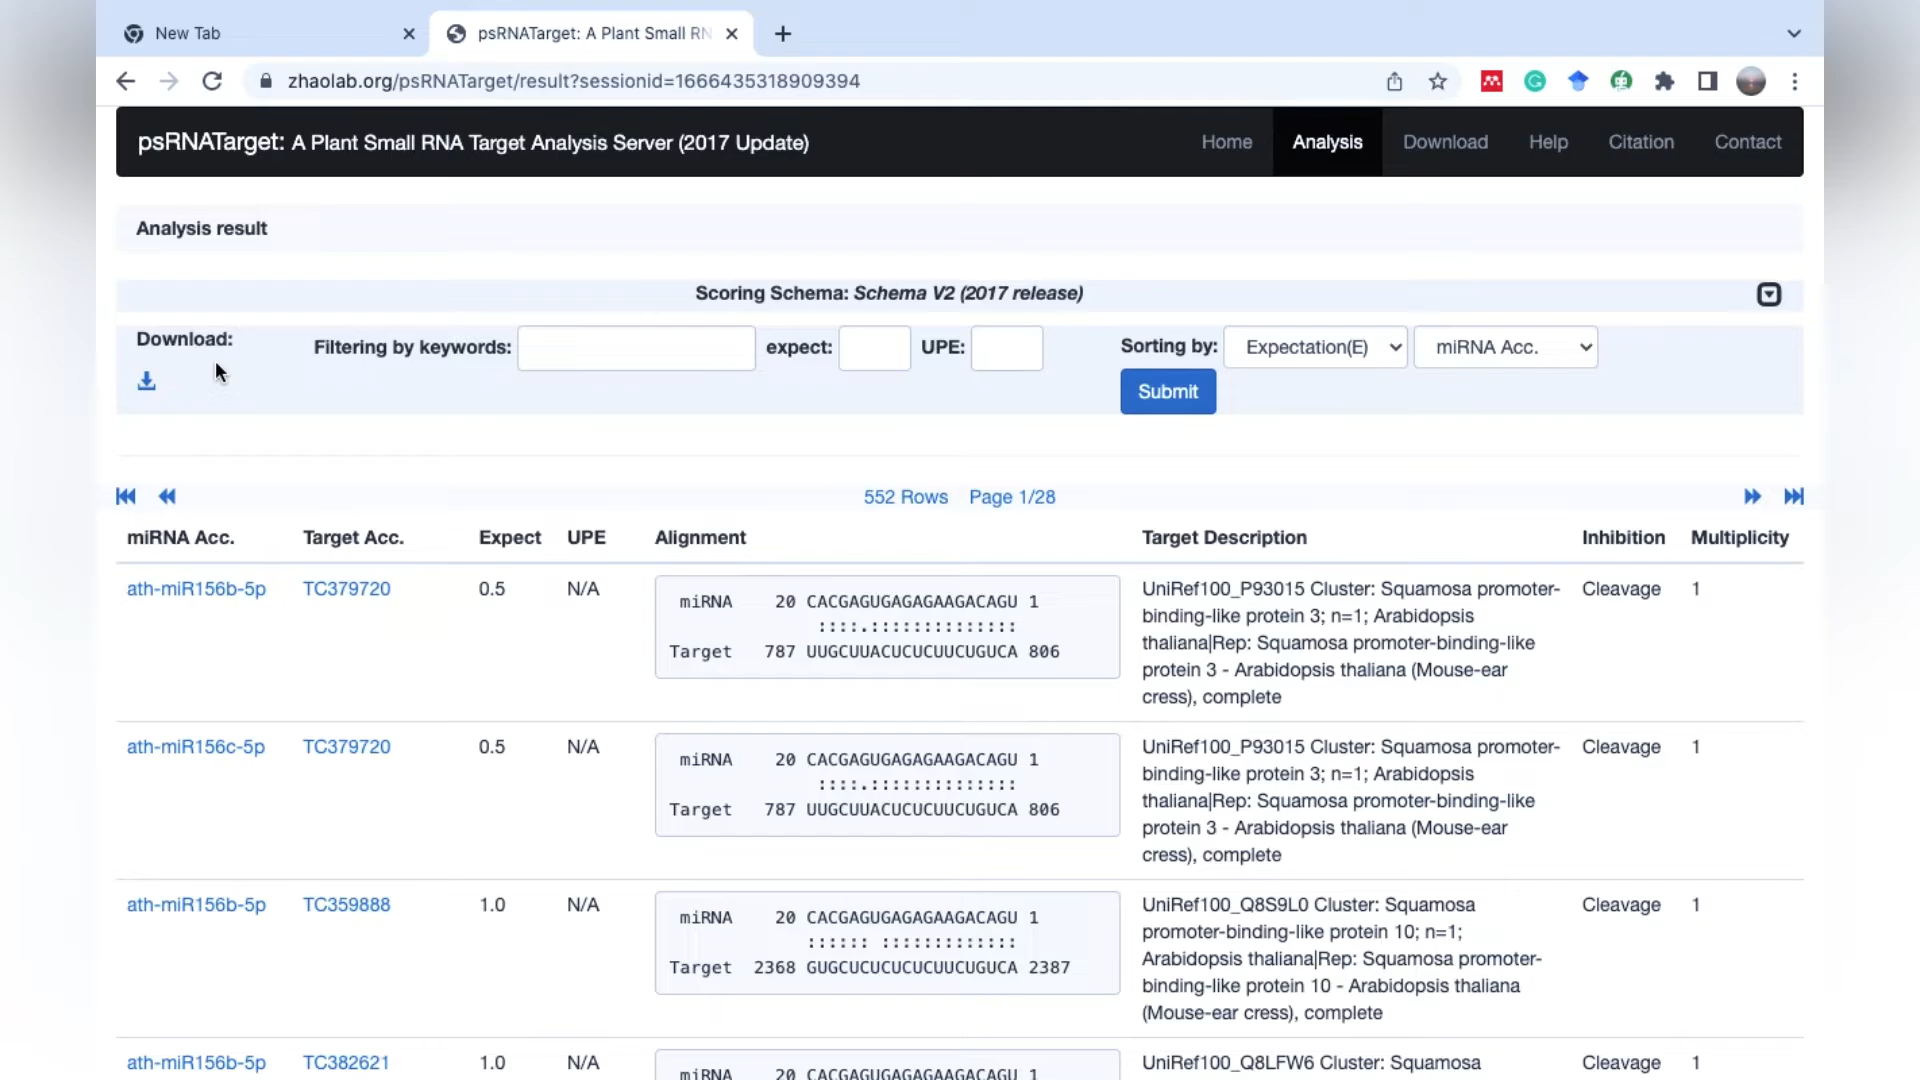 New Tab
psRNATarget: A Plant Small RN
zhaolab.org/psRNATarget/result?sessionid=1666435318909394
psRNATarget: A Plant Small RNA Target Analysis Server (2017 Update)
Home
Analysis
Download
Help
Citation
Contact
Analysis result
Scoring Schema: Schema V2 (2017 release)
Download:
Filtering by keywords:
expect:
UPE:
Sorting by:
Expectation(E)
miRNA Acc.
Submit
552 Rows Page 1/28
miRNA Acc. Target Acc. Expect UPE Alignment Target Description Inhibition Multiplicity
ath-miR156b-5p TC379720 0.5 N/A
miRNA 20 CACGAGUGAGAGAAGACAGU 1
::::.::::::::::::::
Target 787 UUGCUUACUCUCUUCUGUCA 806
UniRef100_P93015 Cluster: Squamosa promoter-
binding-like protein 3; n=1; Arabidopsis
thaliana|Rep: Squamosa promoter-binding-like
protein 3 - Arabidopsis thaliana (Mouse-ear
cress), complete
Cleavage 1
ath-miR156c-5p TC379720 0.5 N/A
miRNA 20 CACGAGUGAGAGAAGACAGU 1
::::.::::::::::::::
Target 787 UUGCUUACUCUCUUCUGUCA 806
UniRef100_P93015 Cluster: Squamosa promoter-
binding-like protein 3; n=1; Arabidopsis
thaliana|Rep: Squamosa promoter-binding-like
protein 3 - Arabidopsis thaliana (Mouse-ear
cress), complete
Cleavage 1
ath-miR156b-5p TC359888 1.0 N/A
miRNA 20 CACGAGUGAGAGAAGACAGU 1
:::::: :::::::::::::
Target 2368 GUGCUCUCUCUCUUCUGUCA 2387
UniRef100_Q8S9L0 Cluster: Squamosa
promoter-binding-like protein 10; n=1;
Arabidopsis thaliana|Rep: Squamosa promoter-
binding-like protein 10 - Arabidopsis thaliana
(Mouse-ear cress), complete
Cleavage 1
ath-miR156b-5p TC382621 1.0 N/A
miRNA 20 CACGAGUGAGAGAAGACAGU 1
UniRef100_Q8LFW6 Cluster: Squamosa
Cleavage 1